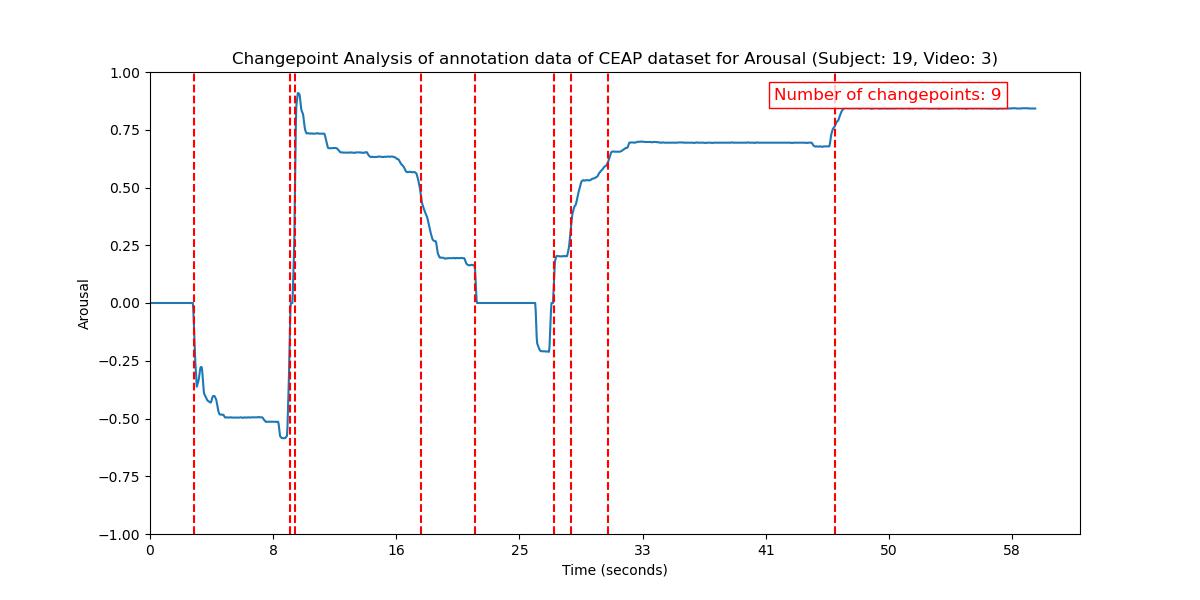 Changepoint Analysis of annotation data of CEAP dataset for Arousal (Subject: 19, Video: 3)
Number of changepoints: 9
Arousal
1.00
0.75
0.50
0.25
0.00
−0.25
−0.50
−0.75
−1.00
0 8 16 25 33 41 50 58
Time (seconds)